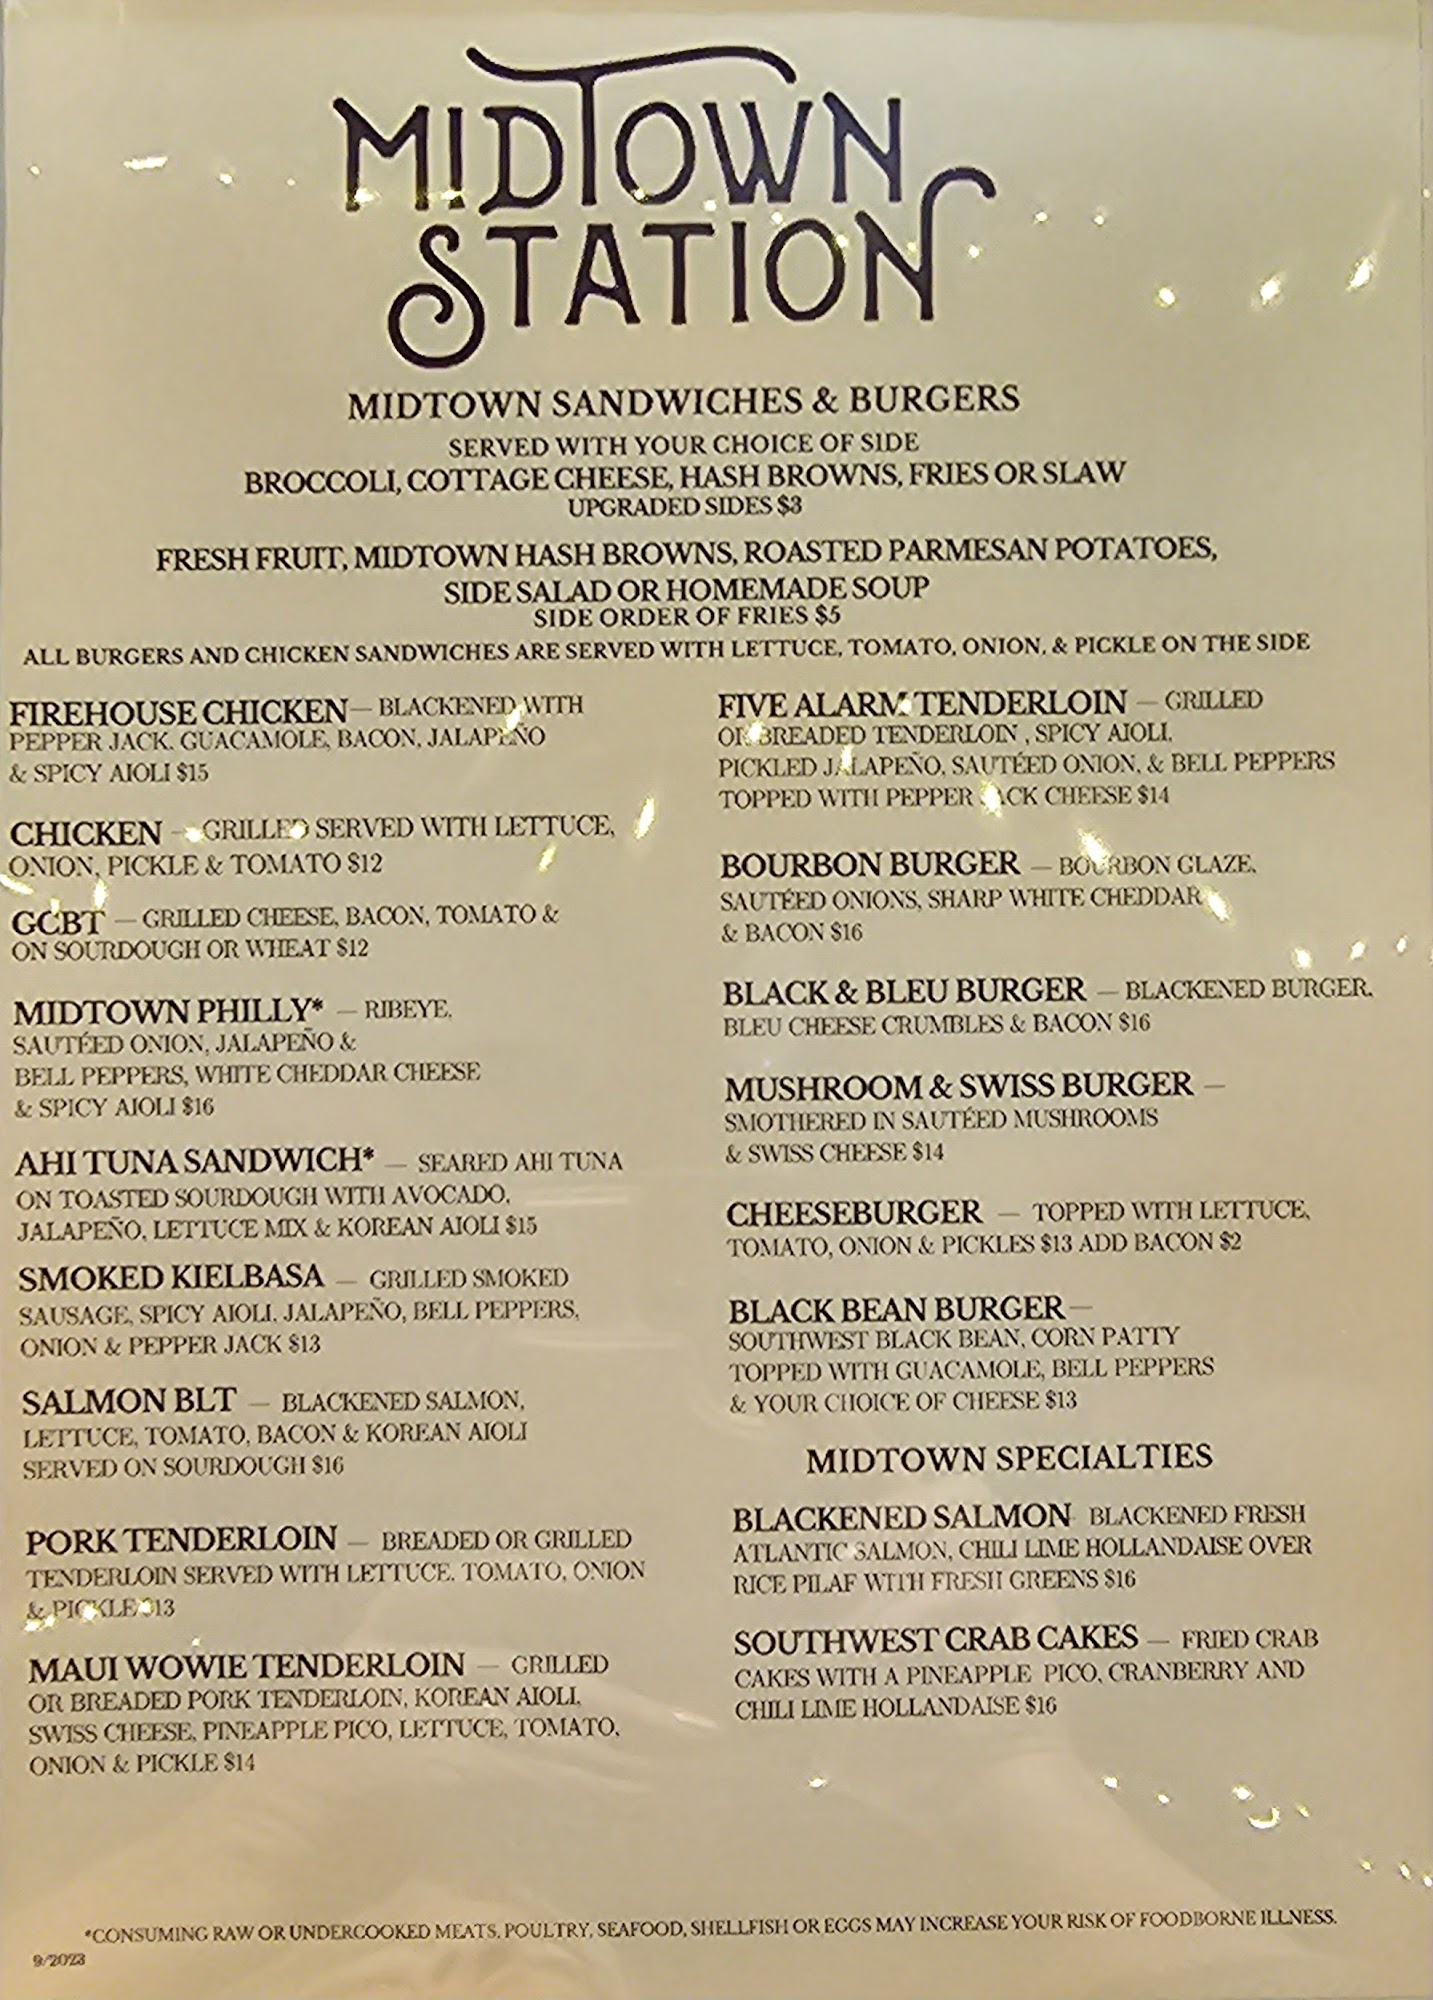 MIDTOWN
STATION
MIDTOWN SANDWICHES & BURGERS
SERVED WITH YOUR CHOICE OF SIDE
BROCCOLI, COTTAGE CHEESE, HASH BROWNS, FRIES OR SLAW
UPGRADED SIDES $3
FRESH FRUIT, MIDTOWN HASH BROWNS, ROASTED PARMESAN POTATOES,
SIDE SALAD OR HOMEMADE SOUP
SIDE ORDER OF FRIES $5
ALL BURGERS AND CHICKEN SANDWICHES ARE SERVED WITH LETTUCE, TOMATO, ONION, & PICKLE ON THE SIDE
FIREHOUSE CHICKEN — BLACKENED WITH
PEPPER JACK, GUACAMOLE, BACON, JALAPEÑO
& SPICY AIOLI $15
CHICKEN — GRILLED SERVED WITH LETTUCE,
ONION, PICKLE & TOMATO $12
GCBT — GRILLED CHEESE, BACON, TOMATO &
ON SOURDOUGH OR WHEAT $12
MIDTOWN PHILLY* — RIBEYE,
SAUTÉED ONION, JALAPEÑO &
BELL PEPPERS, WHITE CHEDDAR CHEESE
& SPICY AIOLI $16
AHI TUNA SANDWICH* — SEARED AHI TUNA
ON TOASTED SOURDOUGH WITH AVOCADO,
JALAPEÑO, LETTUCE MIX & KOREAN AIOLI $15
SMOKED KIELBASA — GRILLED SMOKED
SAUSAGE, SPICY AIOLI, JALAPEÑO, BELL PEPPERS,
ONION & PEPPER JACK $13
SALMON BLT — BLACKENED SALMON,
LETTUCE, TOMATO, BACON & KOREAN AIOLI
SERVED ON SOURDOUGH $16
PORK TENDERLOIN — BREADED OR GRILLED
TENDERLOIN SERVED WITH LETTUCE, TOMATO, ONION
& PICKLE $13
MAUI WOWIE TENDERLOIN — GRILLED
OR BREADED PORK TENDERLOIN, KOREAN AIOLI,
SWISS CHEESE, PINEAPPLE PICO, LETTUCE, TOMATO,
ONION & PICKLE $14
FIVE ALARM TENDERLOIN — GRILLED
OR BREADED TENDERLOIN , SPICY AIOLI,
PICKLED JALAPEÑO, SAUTÉED ONION, & BELL PEPPERS
TOPPED WITH PEPPER JACK CHEESE $14
BOURBON BURGER — BOURBON GLAZE,
SAUTÉED ONIONS, SHARP WHITE CHEDDAR
& BACON $16
BLACK & BLEU BURGER — BLACKENED BURGER,
BLEU CHEESE CRUMBLES & BACON $16
MUSHROOM & SWISS BURGER —
SMOTHERED IN SAUTÉED MUSHROOMS
& SWISS CHEESE $14
CHEESEBURGER — TOPPED WITH LETTUCE,
TOMATO, ONION & PICKLES $13 ADD BACON $2
BLACK BEAN BURGER —
SOUTHWEST BLACK BEAN, CORN PATTY
TOPPED WITH GUACAMOLE, BELL PEPPERS
& YOUR CHOICE OF CHEESE $13
MIDTOWN SPECIALTIES
BLACKENED SALMON BLACKENED FRESH
ATLANTIC SALMON, CHILI LIME HOLLANDAISE OVER
RICE PILAF WITH FRESH GREENS $16
SOUTHWEST CRAB CAKES — FRIED CRAB
CAKES WITH A PINEAPPLE PICO, CRANBERRY AND
CHILI LIME HOLLANDAISE $16
*CONSUMING RAW OR UNDERCOOKED MEATS, POULTRY, SEAFOOD, SHELLFISH OR EGGS MAY INCREASE YOUR RISK OF FOODBORNE ILLNESS.
9/2023